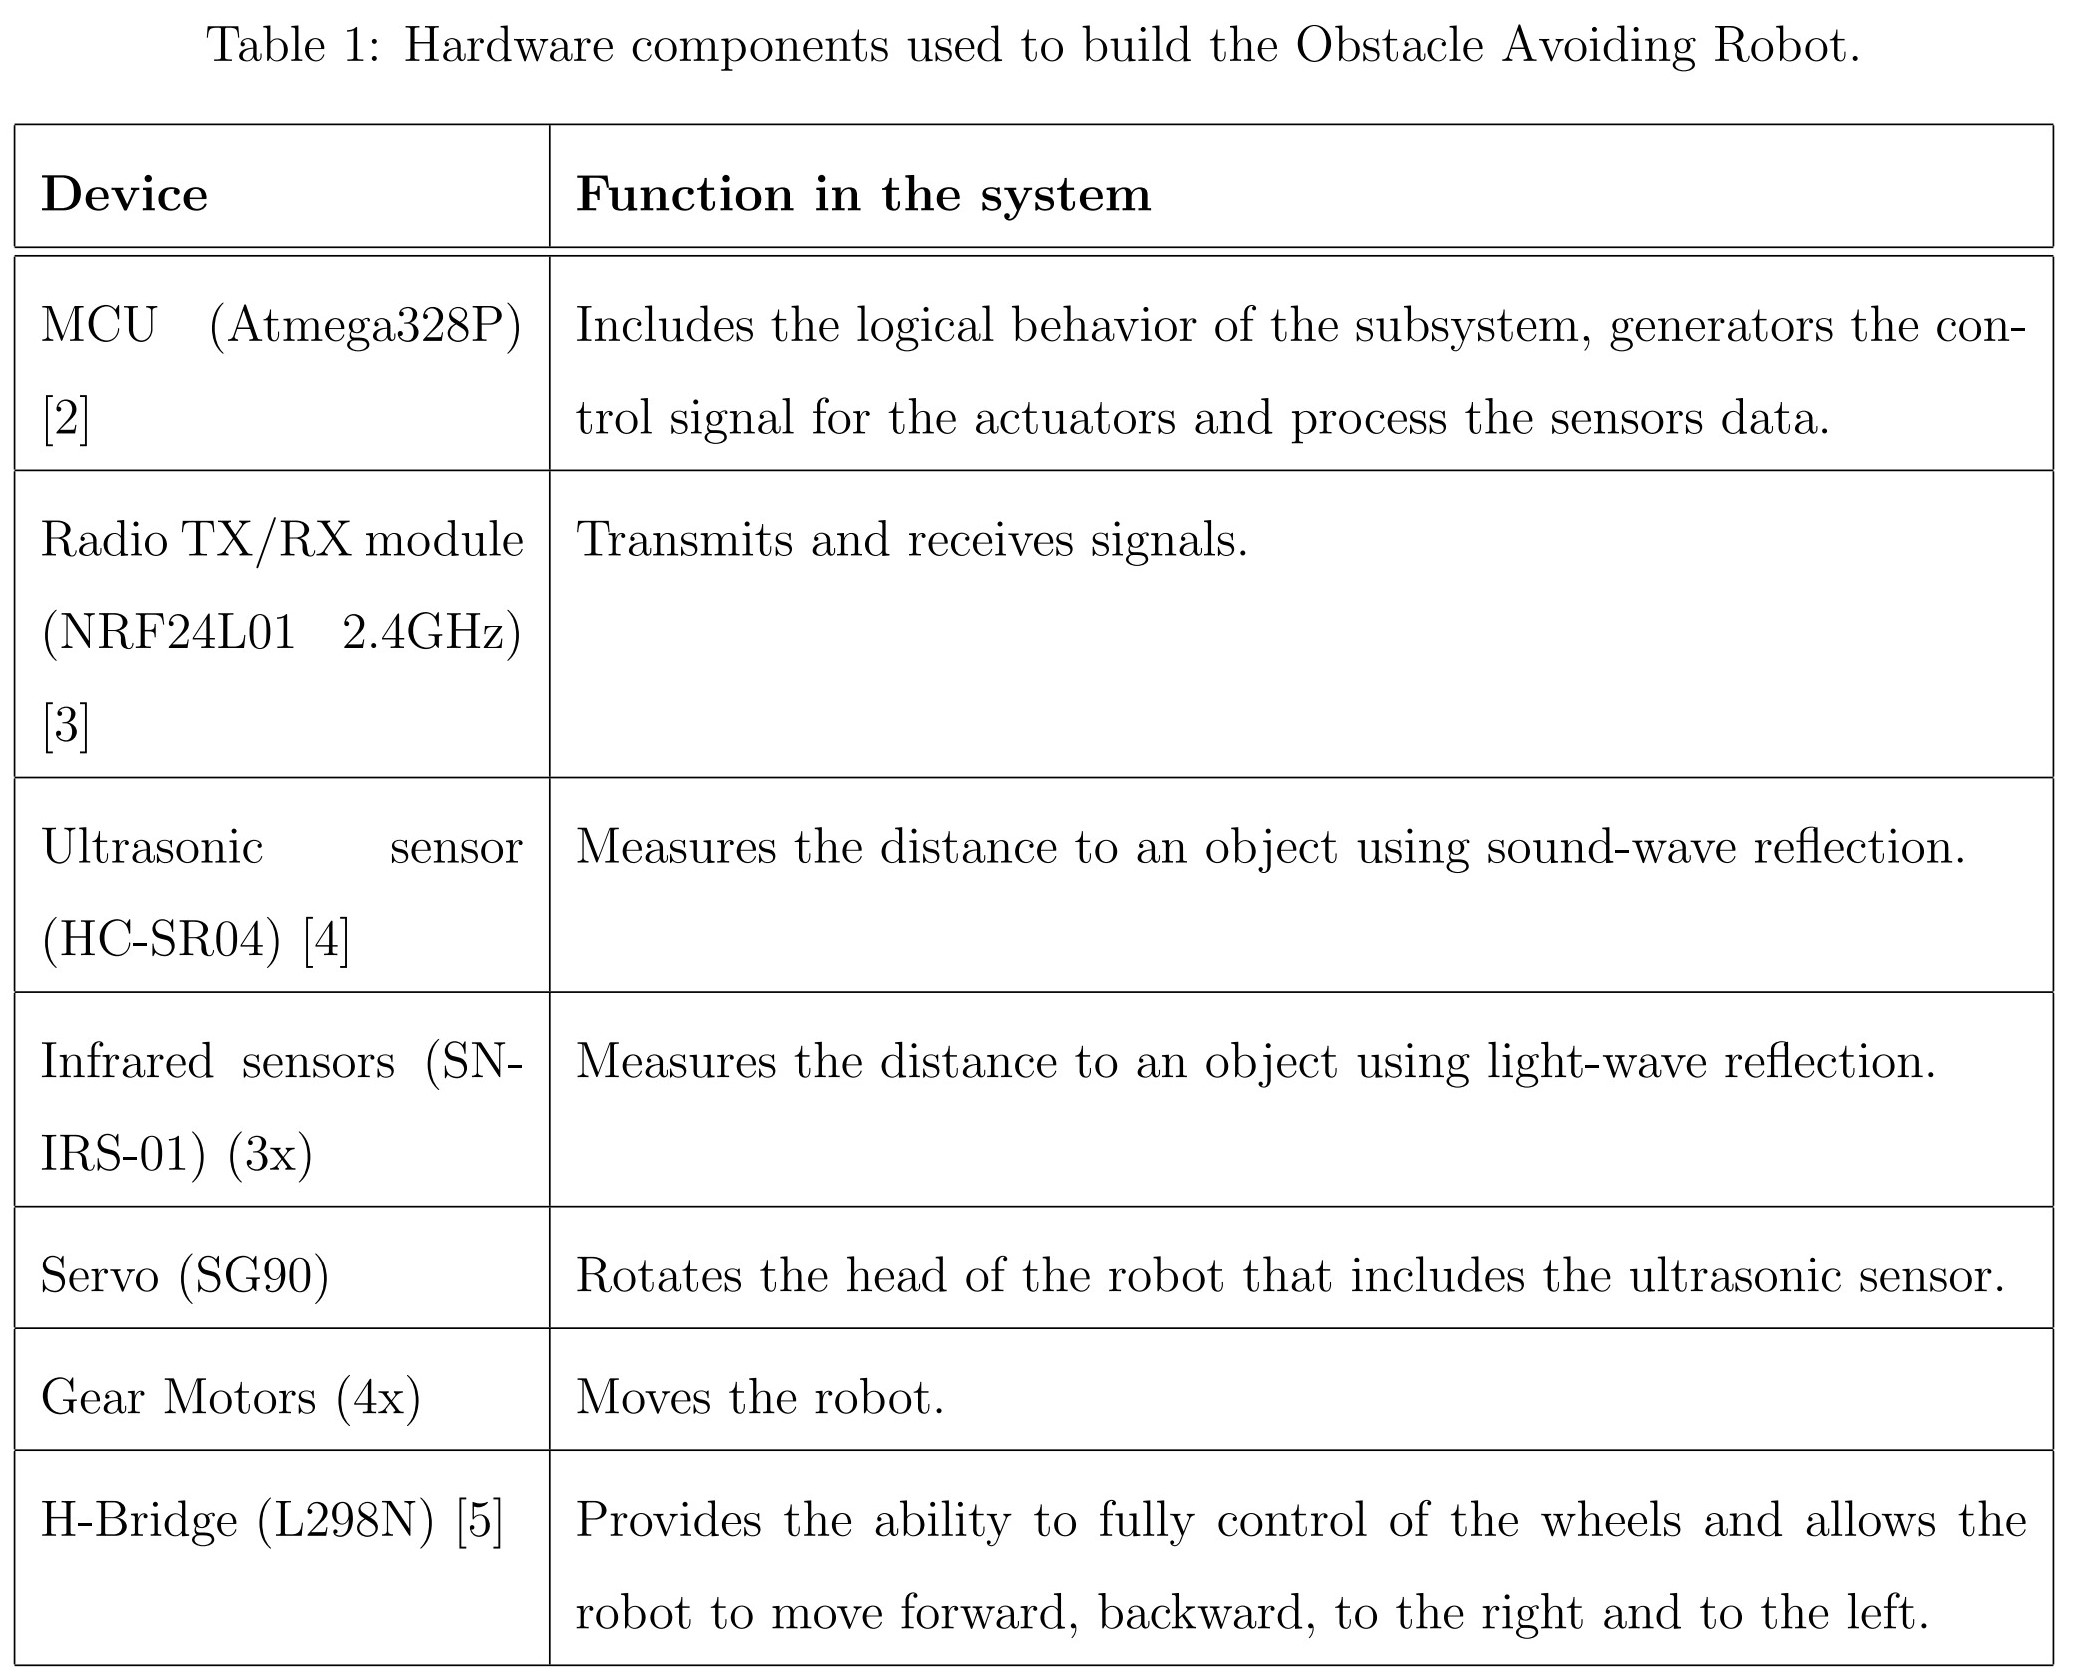 Table 1: Hardware components used to build the Obstacle Avoiding Robot.
Device
Function in the system
MCU (Atmega328P)
[2]
Includes the logical behavior of the subsystem, generators the con-
trol signal for the actuators and process the sensors data.
Radio TX/RX module
(NRF24L01 2.4GHz)
[3]
Transmits and receives signals.
Ultrasonic sensor
(HC-SR04) [4]
Measures the distance to an object using sound-wave reflection.
Infrared sensors (SN-
IRS-01) (3x)
Measures the distance to an object using light-wave reflection.
Servo (SG90)
Rotates the head of the robot that includes the ultrasonic sensor.
Gear Motors (4x)
Moves the robot.
H-Bridge (L298N) [5]
Provides the ability to fully control of the wheels and allows the
robot to move forward, backward, to the right and to the left.